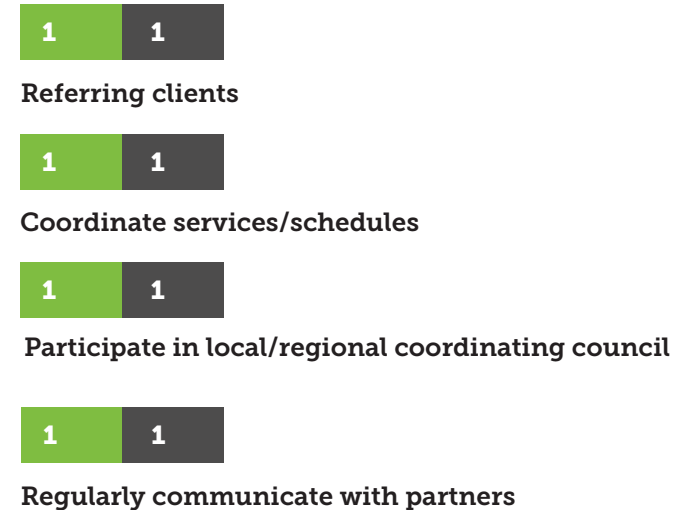 1 1
Referring clients
1 1
Coordinate services/schedules
1 1
Participate in local/regional coordinating council
1 1
Regularly communicate with partners